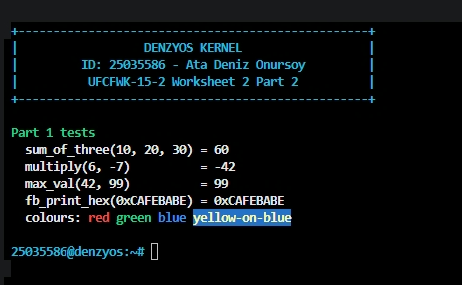 +--------------------------------------------------+
|                  DENZYOS KERNEL                  |
|         ID: 25035586 - Ata Deniz Onursoy         |
|          UFCFWK-15-2 Worksheet 2 Part 2          |
+--------------------------------------------------+
Part 1 tests
  sum_of_three(10, 20, 30) = 60
  multiply(6, -7)          = -42
  max_val(42, 99)          = 99
  fb_print_hex(0xCAFEBABE) = 0xCAFEBABE
  colours: red green blue yellow-on-blue
25035586@denzyos:~#